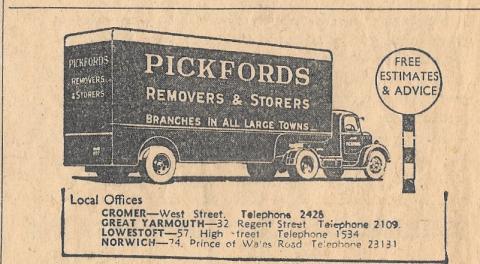 PICKFORDS
REMOVERS
& STORERS
PICKFORDS
REMOVERS & STORERS
BRANCHES IN ALL LARGE TOWNS
FREE
ESTIMATES
& ADVICE
Local Offices
CROMER—West Street. Telephone 2428
GREAT YARMOUTH—32 Regent Street Telephone 2109.
LOWESTOFT—57, High Street Telephone 1534
NORWICH—74, Prince of Wales Road Telephone 23131